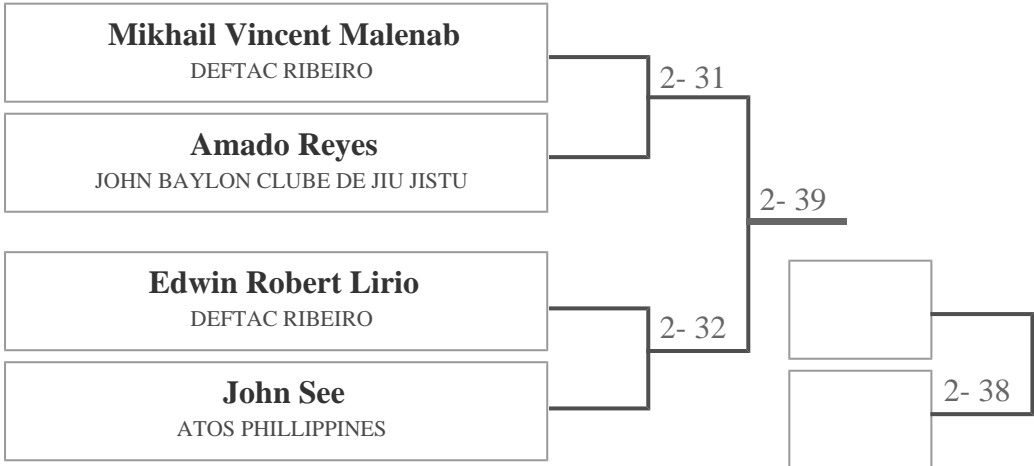 Mikhail Vincent Malenab
DEFTAC RIBEIRO
2- 31
Amado Reyes
JOHN BAYLON CLUBE DE JIU JISTU
2- 39
Edwin Robert Lirio
DEFTAC RIBEIRO
2- 32
John See
ATOS PHILLIPPINES
2- 38